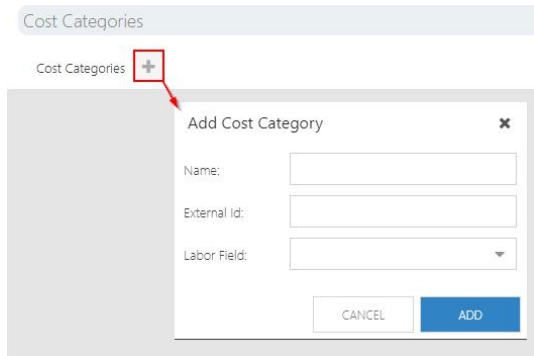 Cost Categories
Cost Categories +
Add Cost Category ×
Name:
External Id:
Labor Field:
CANCEL ADD